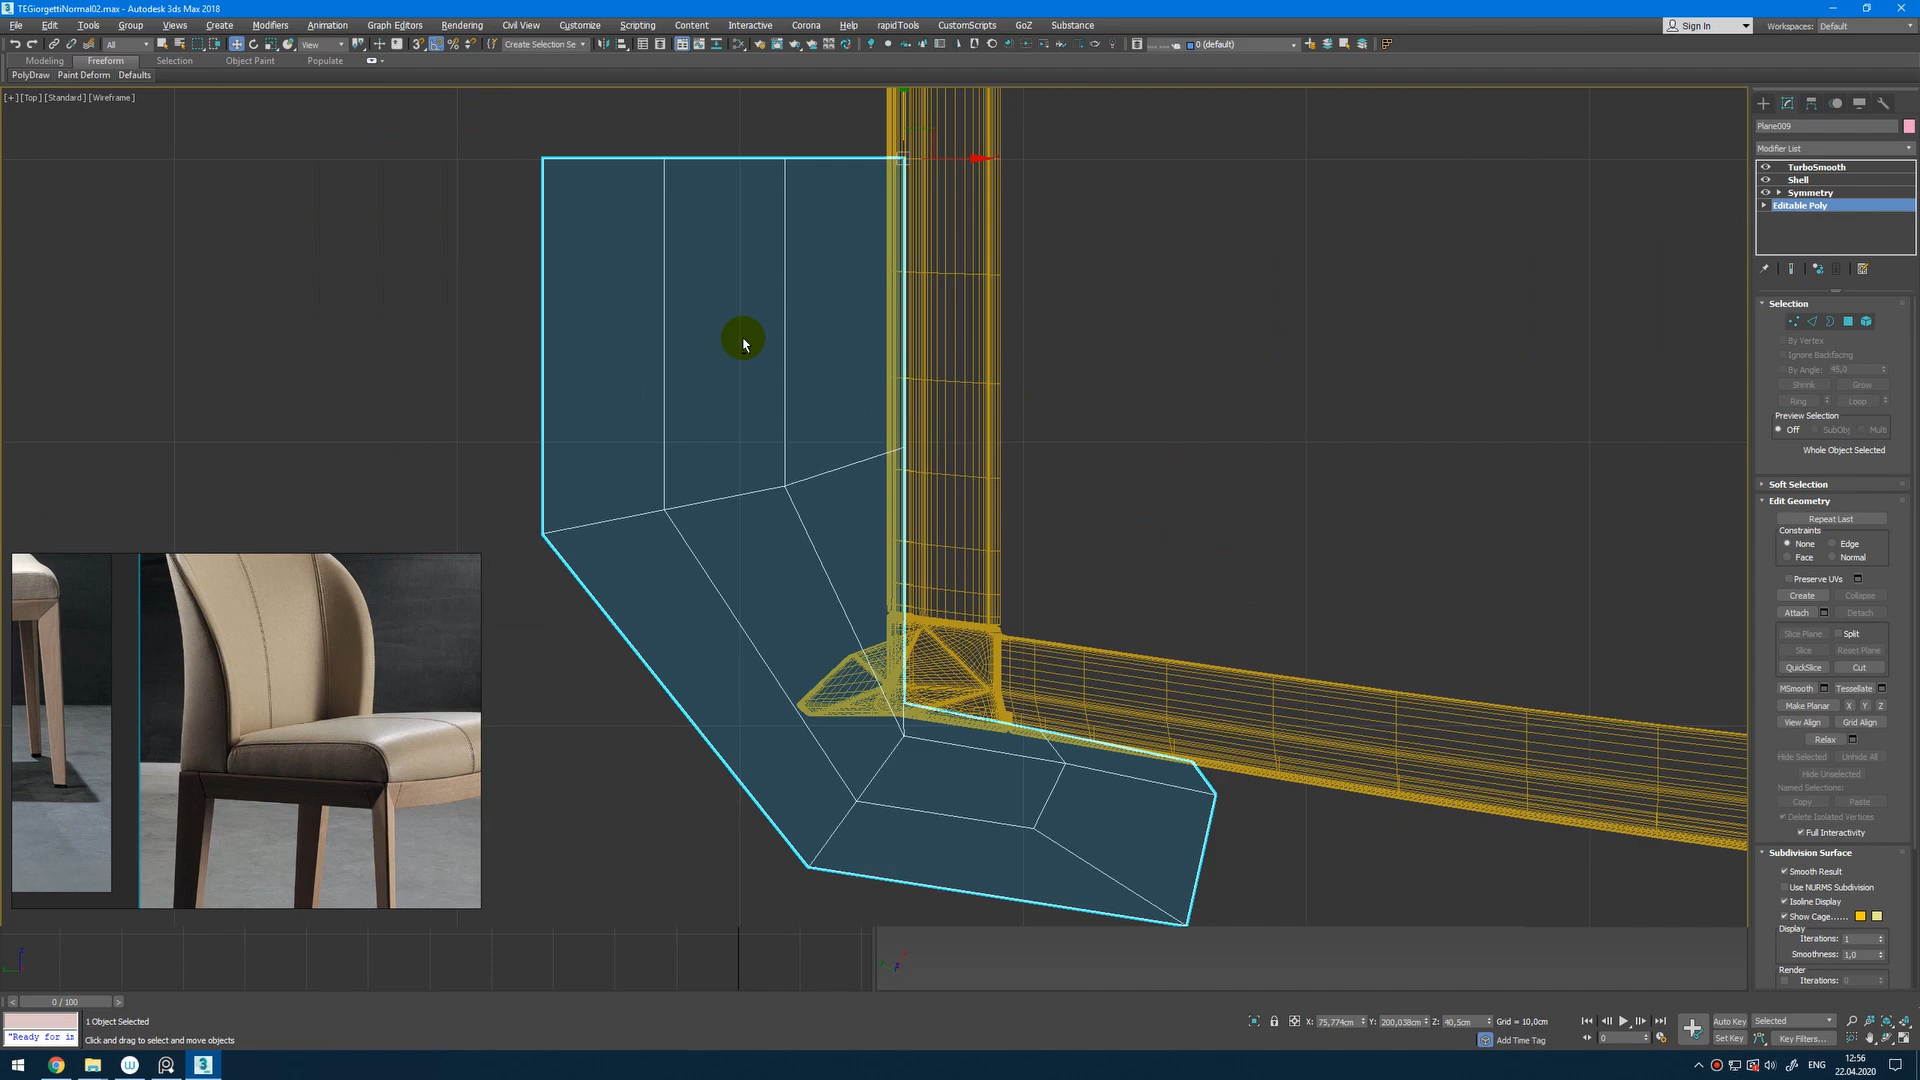 TEGiorgettiNormal02.max - Autodesk 3ds Max 2018
File Edit Tools Group Views Create Modifiers Animation Graph Editors Rendering Civil View Customize Scripting Content Interactive Corona Help rapidTools CustomScripts GoZ Substance
Sign In
Workspaces: Default
All
View
Create Selection Se
0 (default)
Modeling Freeform Selection Object Paint Populate
PolyDraw Paint Deform Defaults
[+] [Top] [Standard] [Wireframe]
Plane009
Modifier List
TurboSmooth
Shell
Symmetry
Editable Poly
Selection
By Vertex
Ignore Backfacing
By Angle: 45,0
Shrink Grow
Ring Loop
Preview Selection
Off SubObj Multi
Whole Object Selected
Soft Selection
Edit Geometry
Repeat Last
Constraints
None Edge
Face Normal
Preserve UVs
Create Collapse
Attach Detach
Slice Plane Split
Slice Reset Plane
QuickSlice Cut
MSmooth Tessellate
Make Planar X Y Z
View Align Grid Align
Relax
Hide Selected Unhide All
Hide Unselected
Named Selections:
Copy Paste
Delete Isolated Vertices
Full Interactivity
Subdivision Surface
Smooth Result
Use NURMS Subdivision
Isoline Display
Show Cage......
Display
Iterations: 1
Smoothness: 1,0
Render
Iterations: 0
< 0 / 100 >
1 Object Selected
"Ready for in
Click and drag to select and move objects
X: 75,774cm Y: 200,038cm Z: 40,5cm Grid = 10,0cm
Add Time Tag
0
Auto Key Selected
Set Key Key Filters...
ENG
12:56
22.04.2020